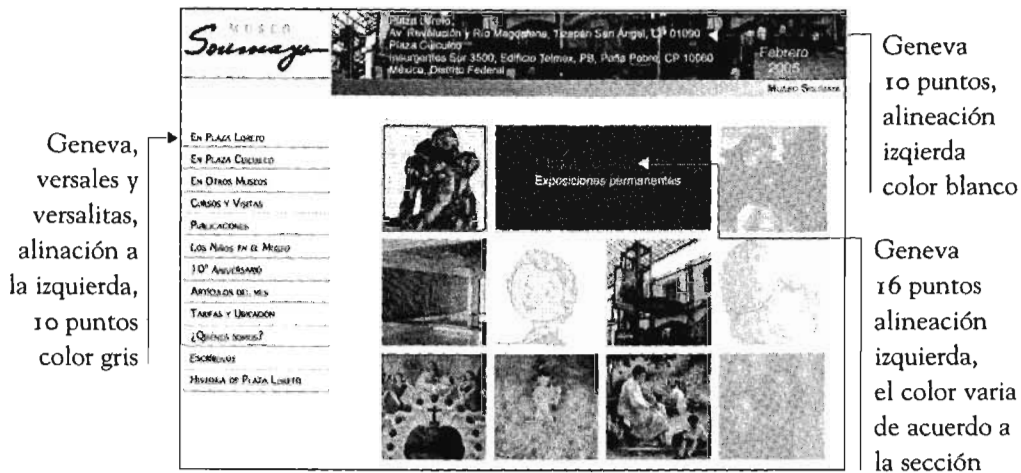 MUSEO
Soumaya
Plaza Loreto
Av. Revolución y Río Magdalena, Tizapán San Ángel, CP 01090
Plaza Cuicuilco
Insurgentes Sur 3500, Edificio Telmex, PB, Peña Pobre, CP 10060
México, Distrito Federal
Febrero
2005
MUSEO SOUMAYA
EN PLAZA LORETO
EN PLAZA CUICUILCO
EN OTROS MUSEOS
CURSOS Y VISITAS
PUBLICACIONES
LOS NIÑOS EN EL MUSEO
10° ANIVERSARIO
ARTÍCULOS DEL MES
TARIFAS Y UBICACIÓN
¿QUIÉNES SOMOS?
ESCRÍBENOS
HISTORIA DE PLAZA LORETO
Exposiciones permanentes
Geneva,
versales y
versalitas,
alinación a
la izquierda,
10 puntos
color gris
Geneva
10 puntos,
alineación
izqierda
color blanco
Geneva
16 puntos
alineación
izquierda,
el color varia
de acuerdo a
la sección